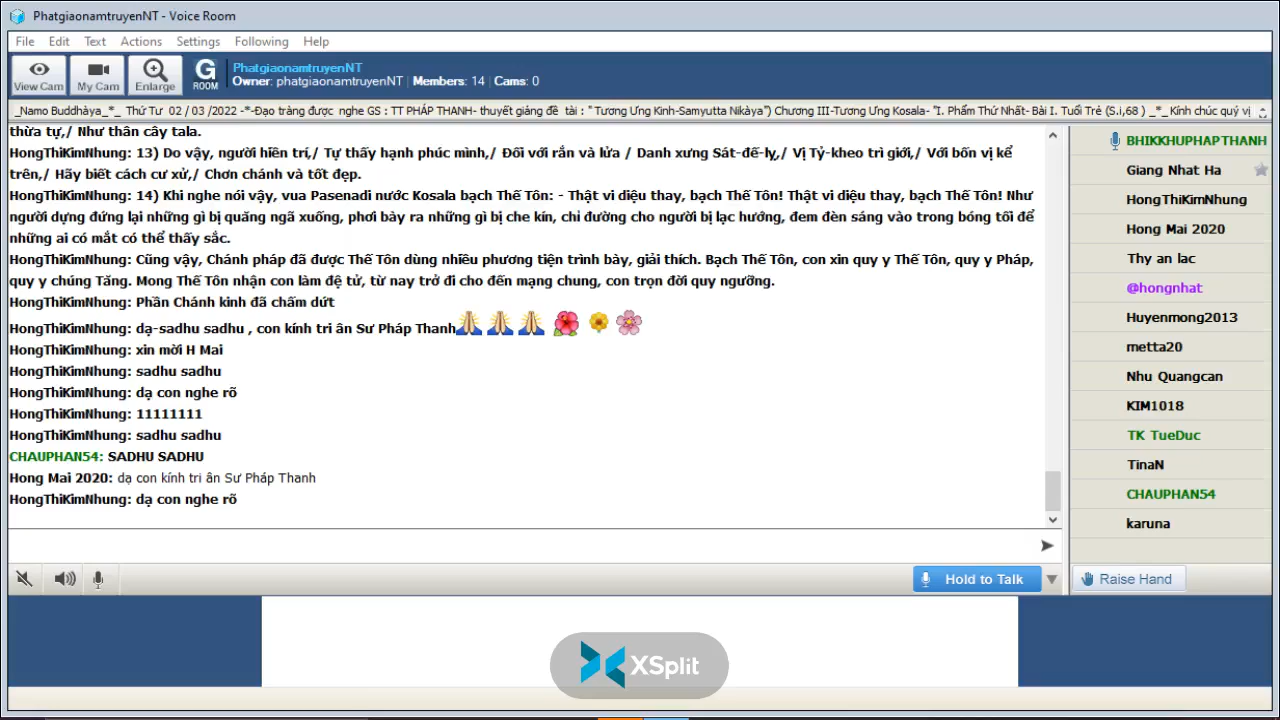 PhatgiaonamtruyenNT - Voice Room
File Edit Text Actions Settings Following Help
View Cam My Cam Enlarge G ROOM
PhatgiaonamtruyenNT
Owner: phatgiaonamtruyenNT | Members: 14 | Cams: 0
_Namo Buddhàya_*_ Thứ Tư 02 / 03 /2022 -*-Đạo tràng được nghe GS : TT PHÁP THANH- thuyết giảng đề tài : " Tương Ưng Kinh-Samyutta Nikàya") Chương III-Tương Ưng Kosala- "I. Phẩm Thứ Nhất- Bài I. Tuổi Trẻ (S.i,68 ) _*_ Kính chúc quý vị
thừa tự,/ Như thân cây tala.
HongThiKimNhung: 13) Do vậy, người hiền trí,/ Tự thấy hạnh phúc mình,/ Đối với rắn và lửa / Danh xưng Sát-đế-lỵ,/ Vị Tỷ-kheo trì giới,/ Với bốn vị kể
trên,/ Hãy biết cách cư xử,/ Chơn chánh và tốt đẹp.
HongThiKimNhung: 14) Khi nghe nói vậy, vua Pasenadi nước Kosala bạch Thế Tôn: - Thật vi diệu thay, bạch Thế Tôn! Thật vi diệu thay, bạch Thế Tôn! Như
người dựng đứng lại những gì bị quăng ngã xuống, phơi bày ra những gì bị che kín, chỉ đường cho người bị lạc hướng, đem đèn sáng vào trong bóng tối để
những ai có mắt có thể thấy sắc.
HongThiKimNhung: Cũng vậy, Chánh pháp đã được Thế Tôn dùng nhiều phương tiện trình bày, giải thích. Bạch Thế Tôn, con xin quy y Thế Tôn, quy y Pháp,
quy y chúng Tăng. Mong Thế Tôn nhận con làm đệ tử, từ nay trở đi cho đến mạng chung, con trọn đời quy ngưỡng.
HongThiKimNhung: Phần Chánh kinh đã chấm dứt
HongThiKimNhung: dạ-sadhu sadhu , con kính tri ân Sư Pháp Thanh🙏🙏🙏🌺🌼🌸
HongThiKimNhung: xin mời H Mai
HongThiKimNhung: sadhu sadhu
HongThiKimNhung: dạ con nghe rõ
HongThiKimNhung: 11111111
HongThiKimNhung: sadhu sadhu
CHAUPHAN54: SADHU SADHU
Hong Mai 2020: dạ con kính tri ân Sư Pháp Thanh
HongThiKimNhung: dạ con nghe rõ
BHIKKHUPHAPTHANH
Giang Nhat Ha
HongThiKimNhung
Hong Mai 2020
Thy an lac
@hongnhat
Huyenmong2013
metta20
Nhu Quangcan
KIM1018
TK TueDuc
TinaN
CHAUPHAN54
karuna
Hold to Talk
Raise Hand
XSplit